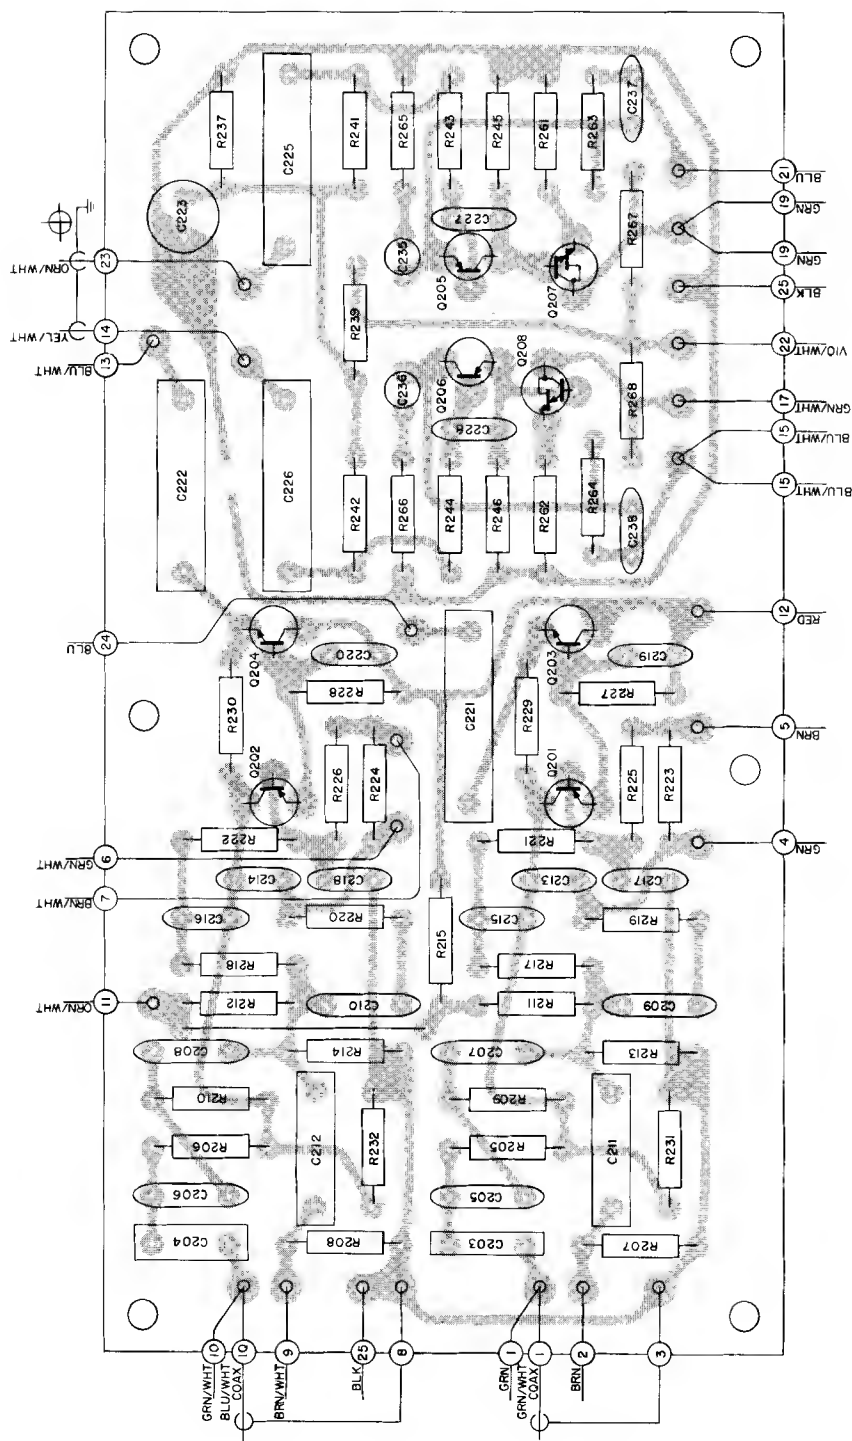 R237
C225
R241
R265
R243
R245
R261
R263
C237
C223
C227
C235
Q205
Q207
R267
21
BLU
19
GRN
19
GRN
25
BLK
22
VIO/WHT
17
GRN/WHT
15
BLU/WHT
15
BLU/WHT
23
ORN/WHT
14
YEL/WHT
13
BLU/WHT
R239
C236
Q206
Q208
R268
C228
C222
C226
R242
R266
R244
R246
R262
R264
C238
24
BLU
Q204
C220
R228
R230
Q202
R226
R224
C221
Q203
C219
R227
R229
Q201
R225
R223
12
RED
5
BRN
4
GRN
6
GRN/WHT
7
BRN/WHT
R222
C214
C218
C216
R220
R218
R212
C210
R215
R221
C213
C217
C215
R219
R217
R211
C209
11
ORN/WHT
C208
R214
R210
R206
C212
R232
C206
C204
R208
C207
R213
R209
R205
C211
R231
C205
C203
R207
10
GRN/WHT
10
BLU/WHT
COAX
9
BRN/WHT
25
BLK
8
1
GRN
1
GRN/WHT
COAX
2
BRN
3